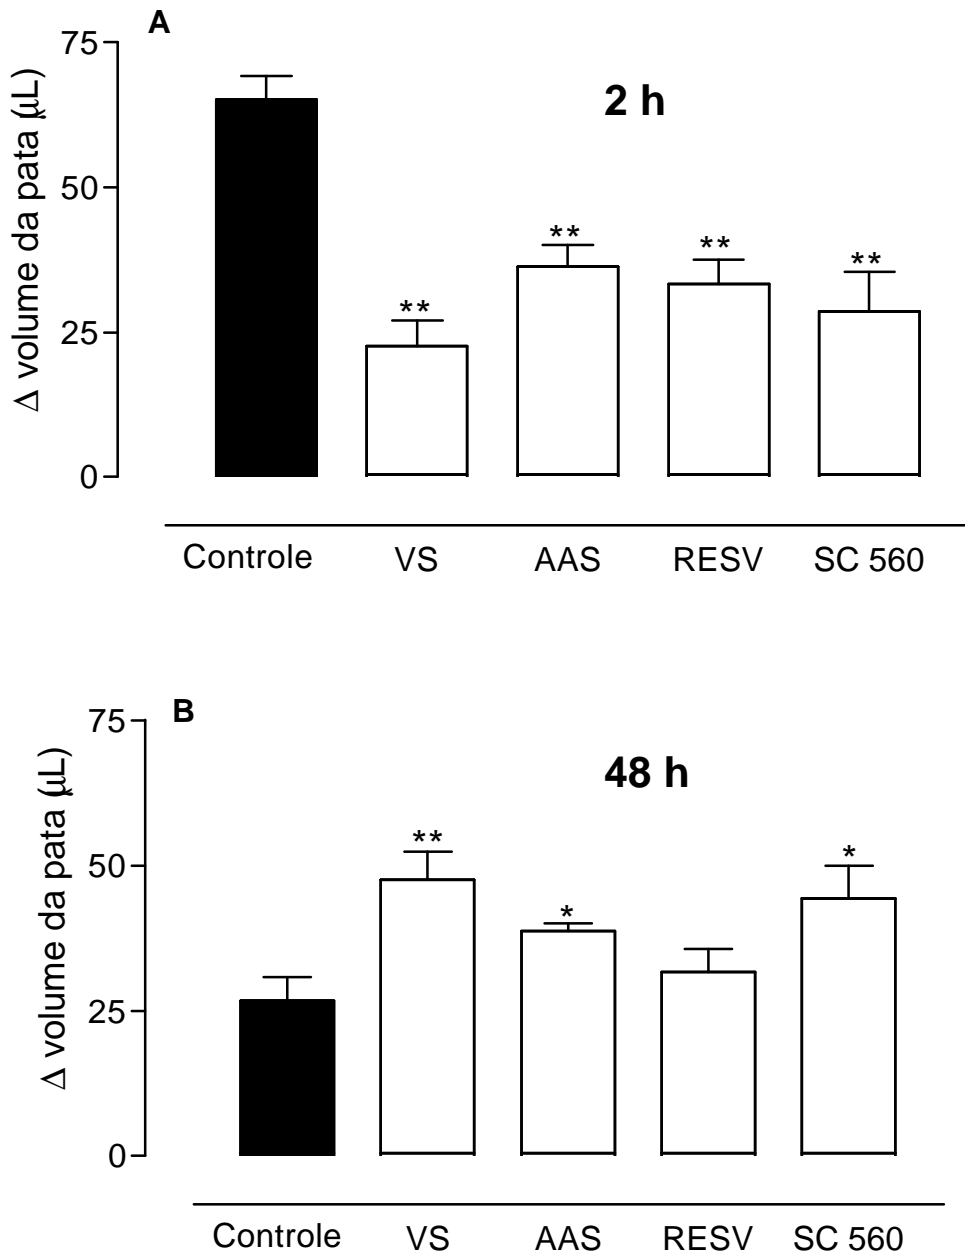 A
75
50
25
0
Δ volume da pata (μL)
2 h
**
**
**
**
Controle VS AAS RESV SC 560
B
75
50
25
0
Δ volume da pata (μL)
48 h
**
*
*
Controle VS AAS RESV SC 560